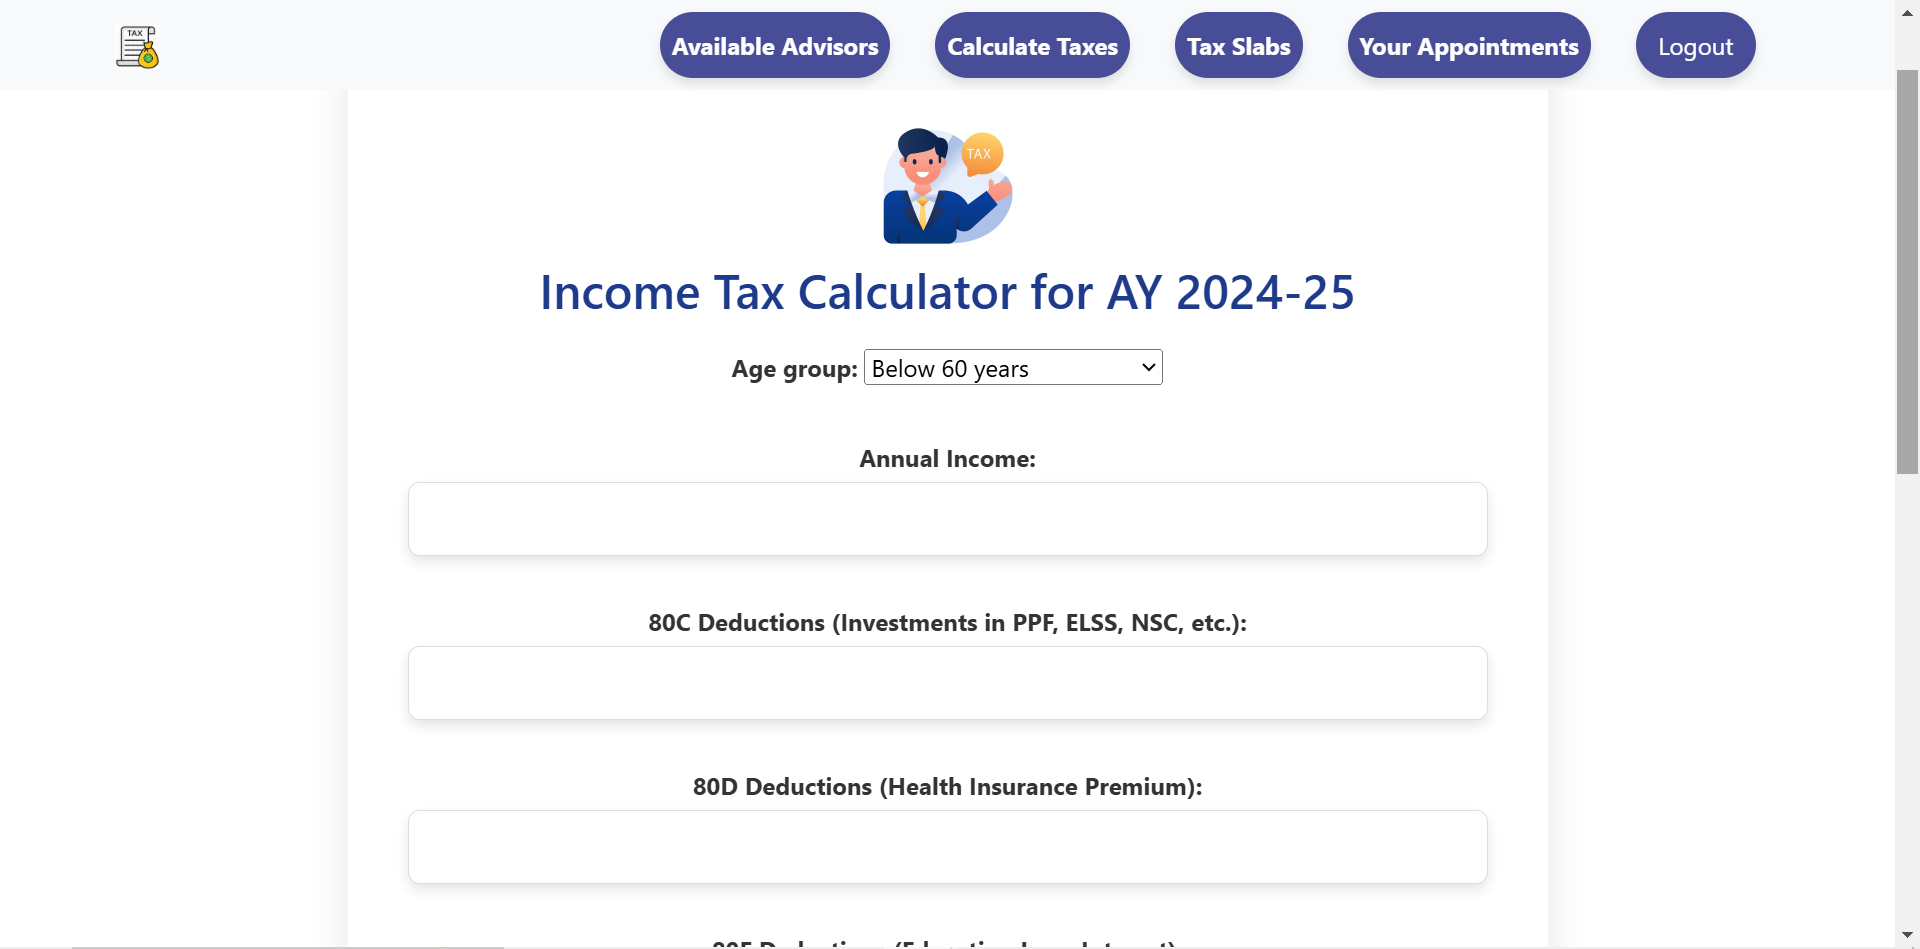 TAX
Available Advisors
Calculate Taxes
Tax Slabs
Your Appointments
Logout
TAX
Income Tax Calculator for AY 2024-25
Age group: Below 60 years
Annual Income:
80C Deductions (Investments in PPF, ELSS, NSC, etc.):
80D Deductions (Health Insurance Premium):